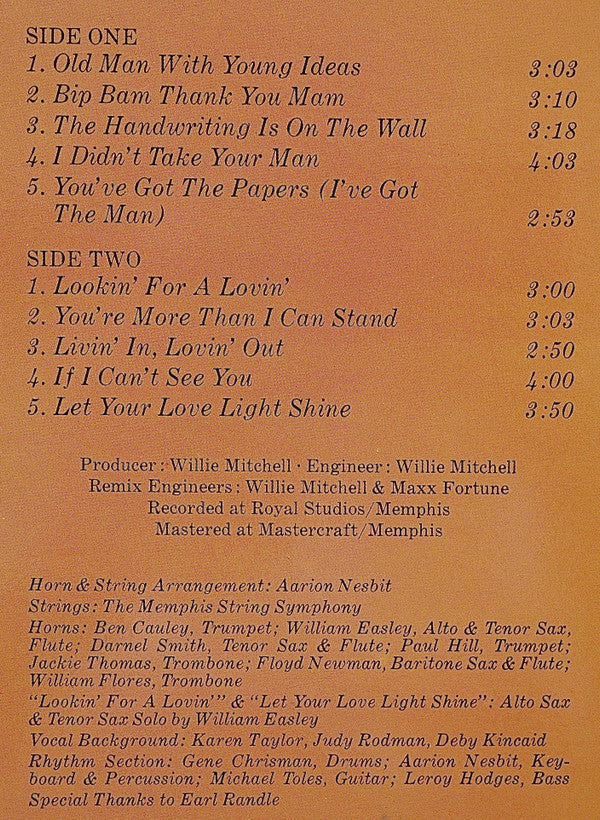 SIDE ONE
1. Old Man With Young Ideas 3:03
2. Bip Bam Thank You Mam 3:10
3. The Handwriting Is On The Wall 3:18
4. I Didn't Take Your Man 4:03
5. You've Got The Papers (I've Got
The Man) 2:53
SIDE TWO
1. Lookin' For A Lovin' 3:00
2. You're More Than I Can Stand 3:03
3. Livin' In, Lovin' Out 2:50
4. If I Can't See You 4:00
5. Let Your Love Light Shine 3:50
Producer: Willie Mitchell · Engineer: Willie Mitchell
Remix Engineers: Willie Mitchell & Maxx Fortune
Recorded at Royal Studios/Memphis
Mastered at Mastercraft/Memphis
Horn & String Arrangement: Aarion Nesbit
Strings: The Memphis String Symphony
Horns: Ben Cauley, Trumpet; William Easley, Alto & Tenor Sax,
Flute; Darnel Smith, Tenor Sax & Flute; Paul Hill, Trumpet;
Jackie Thomas, Trombone; Floyd Newman, Baritone Sax & Flute;
William Flores, Trombone
"Lookin' For A Lovin'" & "Let Your Love Light Shine": Alto Sax
& Tenor Sax Solo by William Easley
Vocal Background: Karen Taylor, Judy Rodman, Deby Kincaid
Rhythm Section: Gene Chrisman, Drums; Aarion Nesbit, Key-
board & Percussion; Michael Toles, Guitar; Leroy Hodges, Bass
Special Thanks to Earl Randle